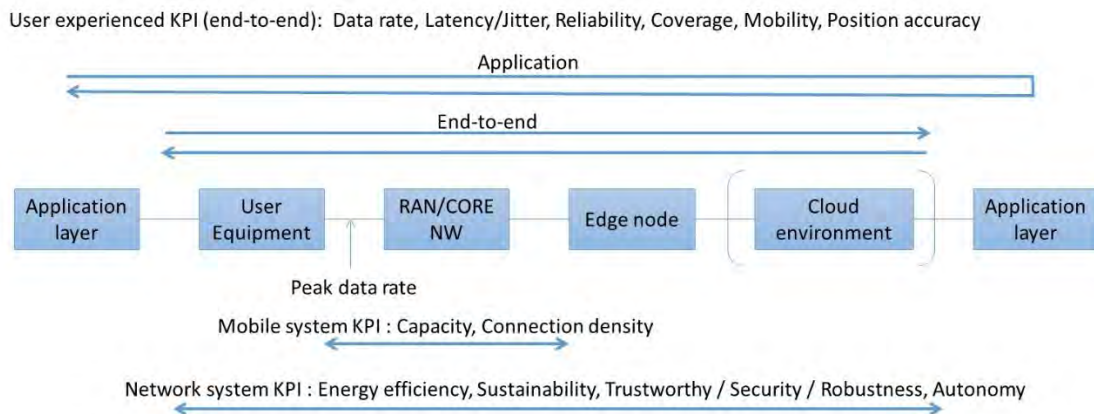 User experienced KPI (end-to-end): Data rate, Latency/Jitter, Reliability, Coverage, Mobility, Position accuracy
Application
End-to-end
Application
layer
User
Equipment
RAN/CORE
NW
Edge node
Cloud
environment
Application
layer
Peak data rate
Mobile system KPI : Capacity, Connection density
Network system KPI : Energy efficiency, Sustainability, Trustworthy / Security / Robustness, Autonomy